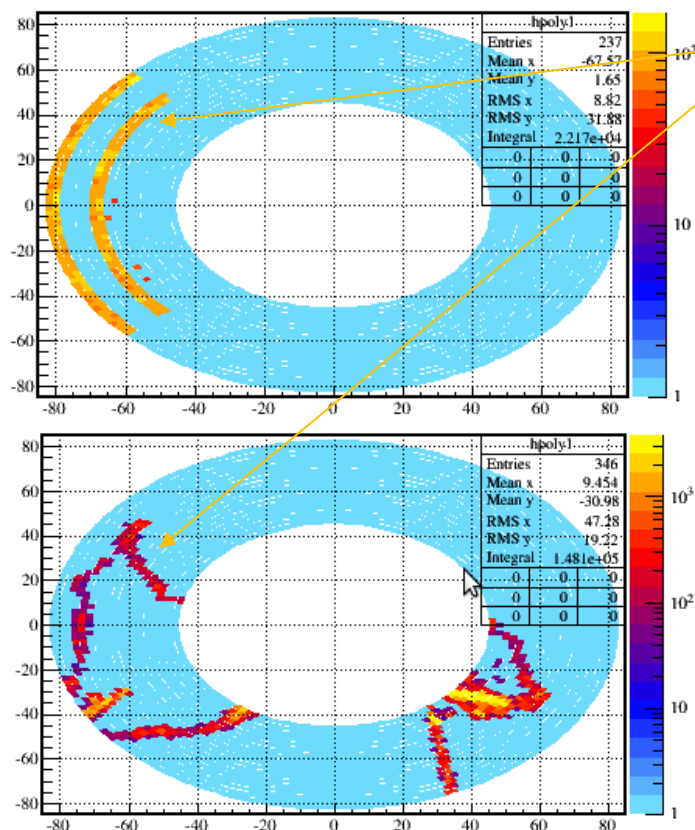 hpoly1
Entries 237
Mean x -67.57
Mean y 1.65
RMS x 8.82
RMS y 31.88
Integral 2.217e+04
0 0 0
0 0 0
0 0 0
80
60
40
20
0
-20
-40
-60
-80
-80 -60 -40 -20 0 20 40 60 80
10²
10
1
hpoly1
Entries 346
Mean x 9.454
Mean y -30.98
RMS x 47.28
RMS y 19.22
Integral 1.481e+05
0 0 0
0 0 0
0 0 0
80
60
40
20
0
-20
-40
-60
-80
-80 -60 -40 -20 0 20 40 60 80
10³
10²
10
1